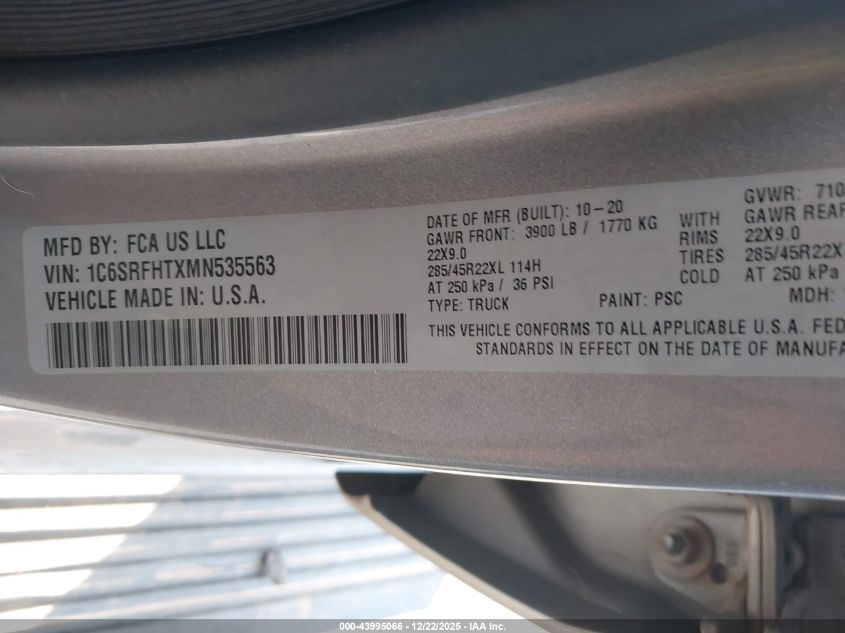 MFD BY: FCA US LLC
VIN: 1C6SRFHTXMN535563
VEHICLE MADE IN: U.S.A.
DATE OF MFR (BUILT): 10-20
GAWR FRONT: 3900 LB / 1770 KG
22X9.0
285/45R22XL 114H
AT 250 kPa / 36 PSI
TYPE: TRUCK
PAINT: PSC
WITH
RIMS
TIRES
COLD
GVWR: 710
GAWR REAR
22X9.0
285/45R22X
AT 250 kPa
MDH:
THIS VEHICLE CONFORMS TO ALL APPLICABLE U.S.A. FED
STANDARDS IN EFFECT ON THE DATE OF MANUFA
000-43995066 - 12/22/2025 - IAA Inc.